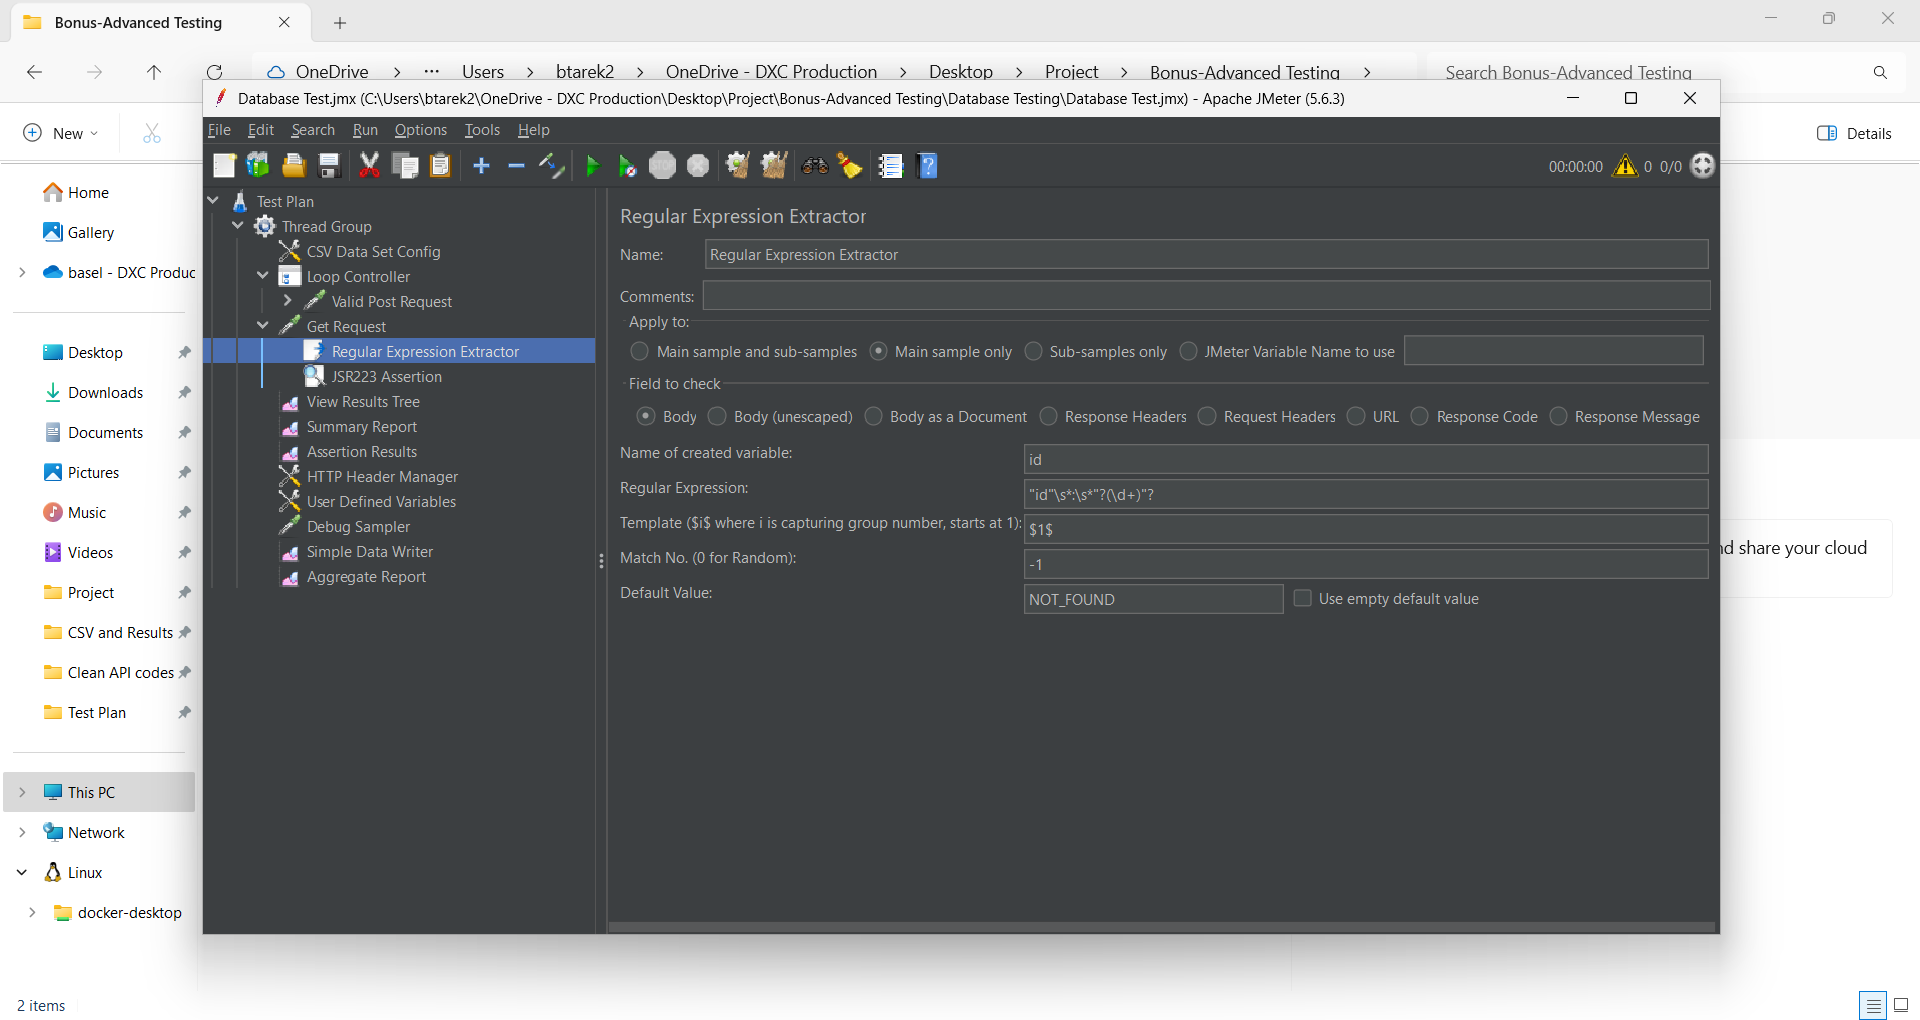 Bonus-Advanced Testing
OneDrive > ... Users > btarek2 > OneDrive - DXC Production > Desktop > Project > Bonus-Advanced Testing >
Search Bonus-Advanced Testing
New
Details
Home
Gallery
basel - DXC Produc
Desktop
Downloads
Documents
Pictures
Music
Videos
Project
CSV and Results
Clean API codes
Test Plan
This PC
Network
Linux
docker-desktop
2 items
nd share your cloud
Database Test.jmx (C:\Users\btarek2\OneDrive - DXC Production\Desktop\Project\Bonus-Advanced Testing\Database Testing\Database Test.jmx) - Apache JMeter (5.6.3)
File Edit Search Run Options Tools Help
STOP
00:00:00 0 0/0
Test Plan
Thread Group
CSV Data Set Config
Loop Controller
Valid Post Request
Get Request
Regular Expression Extractor
JSR223 Assertion
View Results Tree
Summary Report
Assertion Results
HTTP Header Manager
User Defined Variables
Debug Sampler
Simple Data Writer
Aggregate Report
Regular Expression Extractor
Name: Regular Expression Extractor
Comments:
Apply to:
Main sample and sub-samples Main sample only Sub-samples only JMeter Variable Name to use
Field to check
Body Body (unescaped) Body as a Document Response Headers Request Headers URL Response Code Response Message
Name of created variable: id
Regular Expression: "id"\s*:\s*"?(\d+)"?
Template ($i$ where i is capturing group number, starts at 1): $1$
Match No. (0 for Random): -1
Default Value: NOT_FOUND Use empty default value